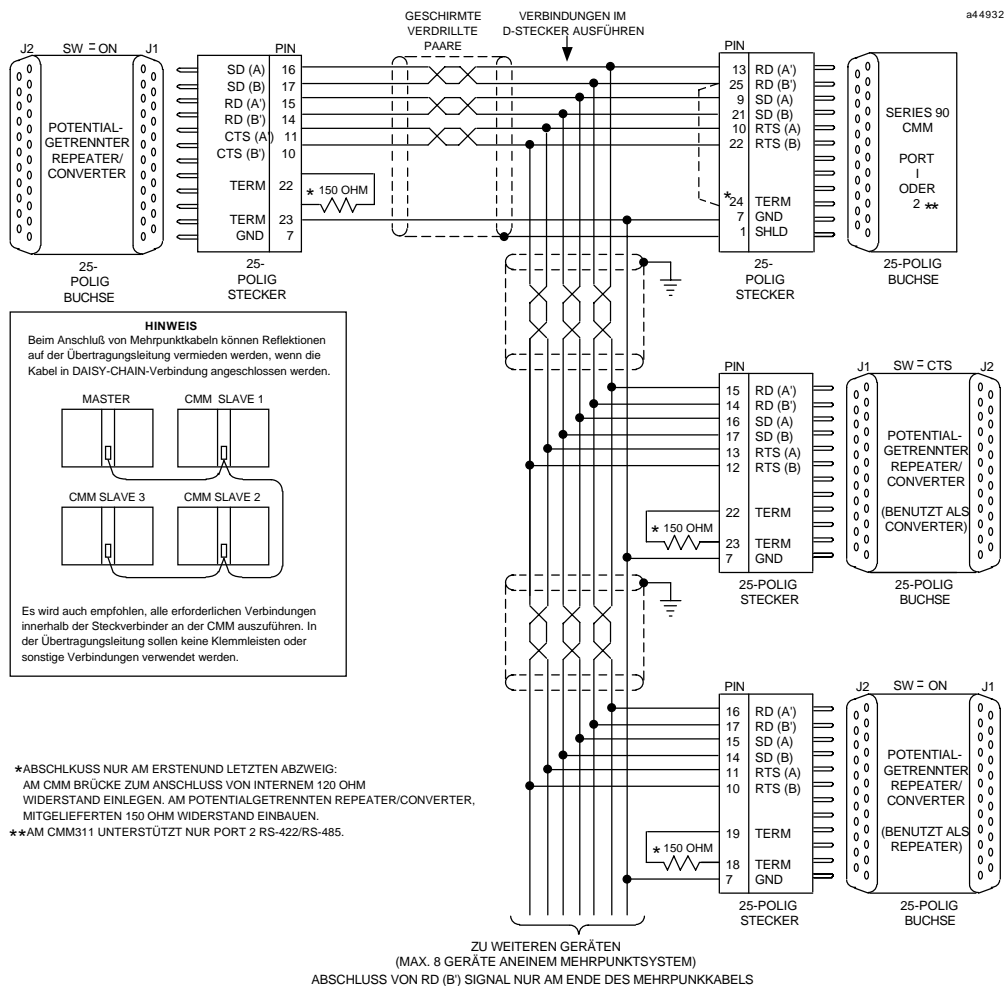 a44932
GESCHIRMTE
VERDRILLTE
PAARE
VERBINDUNGEN IM
D-STECKER AUSFÜHREN
J2 SW = ON J1
POTENTIAL-
GETRENNTER
REPEATER/
CONVERTER
25-
POLIG
BUCHSE
PIN
SD (A) 16
SD (B) 17
RD (A') 15
RD (B') 14
CTS (A') 11
CTS (B') 10
TERM 22
* 150 OHM
TERM 23
GND 7
25-
POLIG
STECKER
PIN
13 RD (A')
25 RD (B')
9 SD (A)
21 SD (B)
10 RTS (A)
22 RTS (B)
*24 TERM
7 GND
1 SHLD
25-
POLIG
STECKER
SERIES 90
CMM
PORT
I
ODER
2 **
25-POLIG
BUCHSE
HINWEIS
Beim Anschluß von Mehrpunktkabeln können Reflektionen
auf der Übertragungsleitung vermieden werden, wenn die
Kabel in DAISY-CHAIN-Verbindung angeschlossen werden.
MASTER CMM SLAVE 1
CMM SLAVE 3 CMM SLAVE 2
Es wird auch empfohlen, alle erforderlichen Verbindungen
innerhalb der Steckverbinder an der CMM auszuführen. In
der Übertragungsleitung sollen keine Klemmleisten oder
sonstige Verbindungen verwendet werden.
PIN
15 RD (A')
14 RD (B')
16 SD (A)
17 SD (B)
13 RTS (A)
12 RTS (B)
22 TERM
* 150 OHM
23 TERM
7 GND
25-POLIG
STECKER
J1 SW = CTS J2
POTENTIAL-
GETRENNTER
REPEATER/
CONVERTER
(BENUTZT ALS
CONVERTER)
25-POLIG
BUCHSE
PIN
16 RD (A')
17 RD (B')
15 SD (A)
14 SD (B)
11 RTS (A)
10 RTS (B)
19 TERM
* 150 OHM
18 TERM
7 GND
25-POLIG
STECKER
J2 SW = ON J1
POTENTIAL-
GETRENNTER
REPEATER/
CONVERTER
(BENUTZT ALS
REPEATER)
25-POLIG
BUCHSE
*ABSCHLKUSS NUR AM ERSTENUND LETZTEN ABZWEIG:
AM CMM BRÜCKE ZUM ANSCHLUSS VON INTERNEM 120 OHM
WIDERSTAND EINLEGEN. AM POTENTIALGETRENNTEN REPEATER/CONVERTER,
MITGELIEFERTEN 150 OHM WIDERSTAND EINBAUEN.
**AM CMM311 UNTERSTÜTZT NUR PORT 2 RS-422/RS-485.
ZU WEITEREN GERÄTEN
(MAX. 8 GERÄTE ANEINEM MEHRPUNKTSYSTEM)
ABSCHLUSS VON RD (B') SIGNAL NUR AM ENDE DES MEHRPUNKKABELS